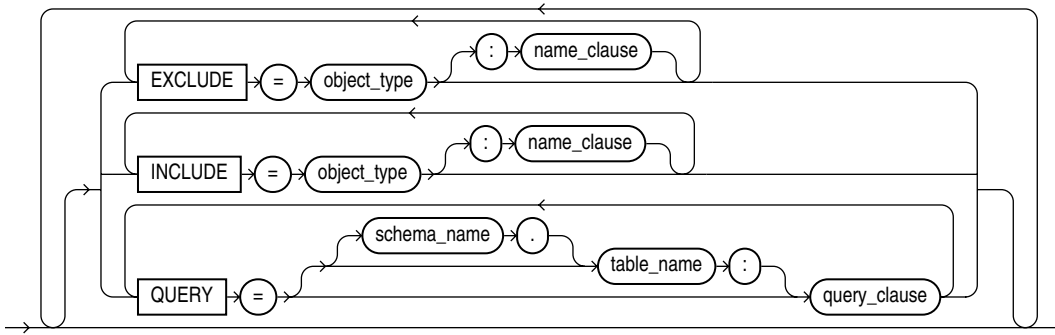 : name_clause
EXCLUDE = object_type
: name_clause
INCLUDE = object_type
schema_name .
table_name :
QUERY = query_clause